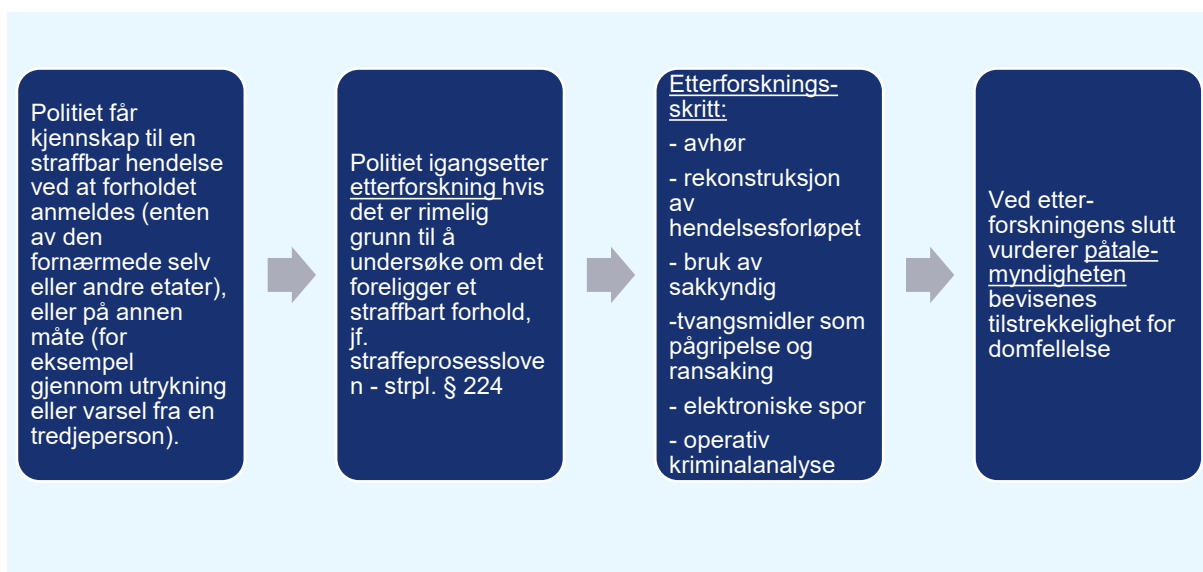 Politiet får
kjennskap til en
straffbar hendelse
ved at forholdet
anmeldes (enten
av den
fornærmede selv
eller andre etater),
eller på annen
måte (for
eksempel
gjennom utrykning
eller varsel fra en
tredjeperson).
Politiet igangsetter
etterforskning hvis
det er rimelig
grunn til å
undersøke om det
foreligger et
straffbart forhold,
jf.
straffeprosesslove
n - strpl. § 224
Etterforsknings-
skritt:
- avhør
- rekonstruksjon
av
hendelsesforløpet
- bruk av
sakkyndig
-tvangsmidler som
pågripelse og
ransaking
- elektroniske spor
- operativ
kriminalanalyse
Ved etter-
forskningens slutt
vurderer påtale-
myndigheten
bevisenes
tilstrekkelighet for
domfellelse